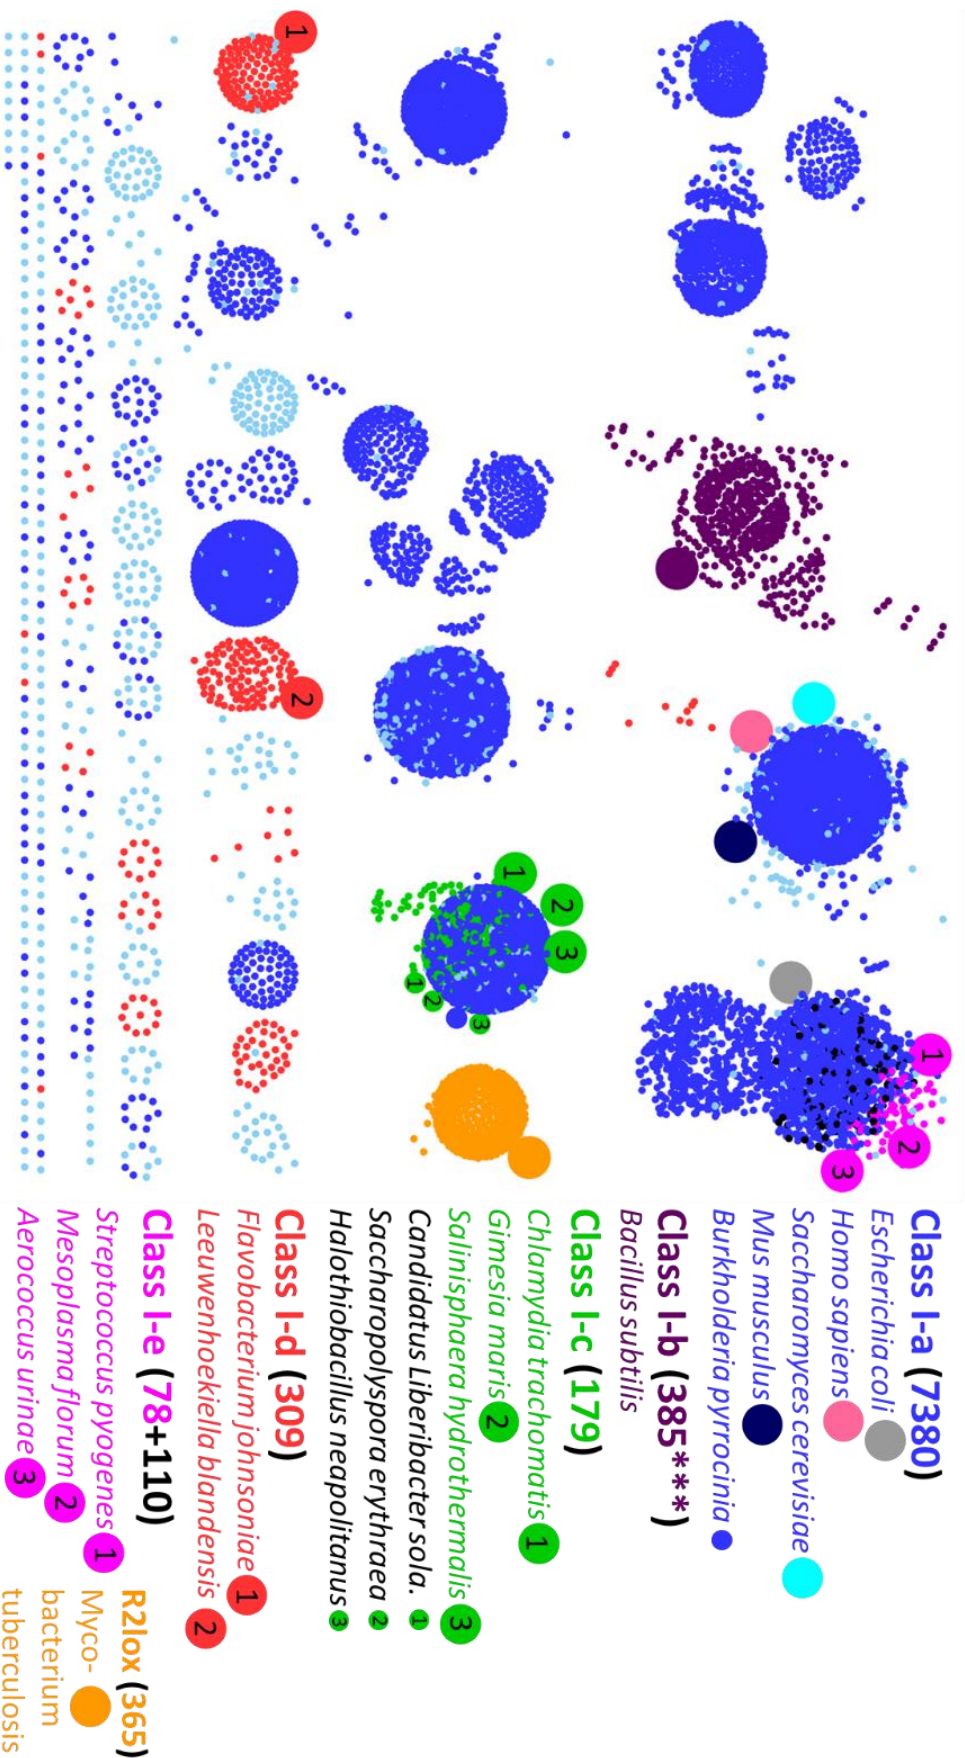 1
2
1
2
3
1
2
3
1
2
3
Class I-a (7380)
Escherichia coli
Homo sapiens
Saccharomyces cerevisiae
Mus musculus
Burkholderia pyrrocinia
Class I-b (385***)
Bacillus subtilis
Class I-c (179)
Chlamydia trachomatis 1
Gimesia maris 2
Salinisphaera hydrothermalis 3
Candidatus Liberibacter sola. 1
Saccharopolyspora erythraea 2
Halothiobacillus neapolitanus 3
Class I-d (309)
Flavobacterium johnsoniae 1
Leeuwenhoekiella blandensis 2
Class I-e (78+110)
Streptococcus pyogenes 1
Mesoplasma florum 2
Aerococcus urinae 3
R2lox (365)
Myco-
bacterium
tuberculosis